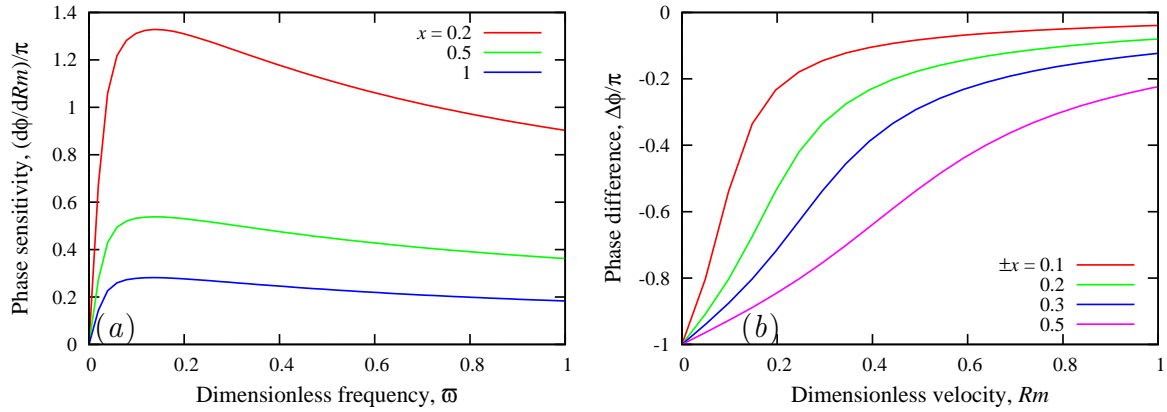 Phase sensitivity, (dϕ/dRm)/π
1.4
1.2
1
0.8
0.6
0.4
0.2
0
x = 0.2
0.5
1
(a)
0 0.2 0.4 0.6 0.8 1
Dimensionless frequency, ϖ
Phase difference, Δϕ/π
0
-0.2
-0.4
-0.6
-0.8
-1
±x = 0.1
0.2
0.3
0.5
(b)
0 0.2 0.4 0.6 0.8 1
Dimensionless velocity, Rm